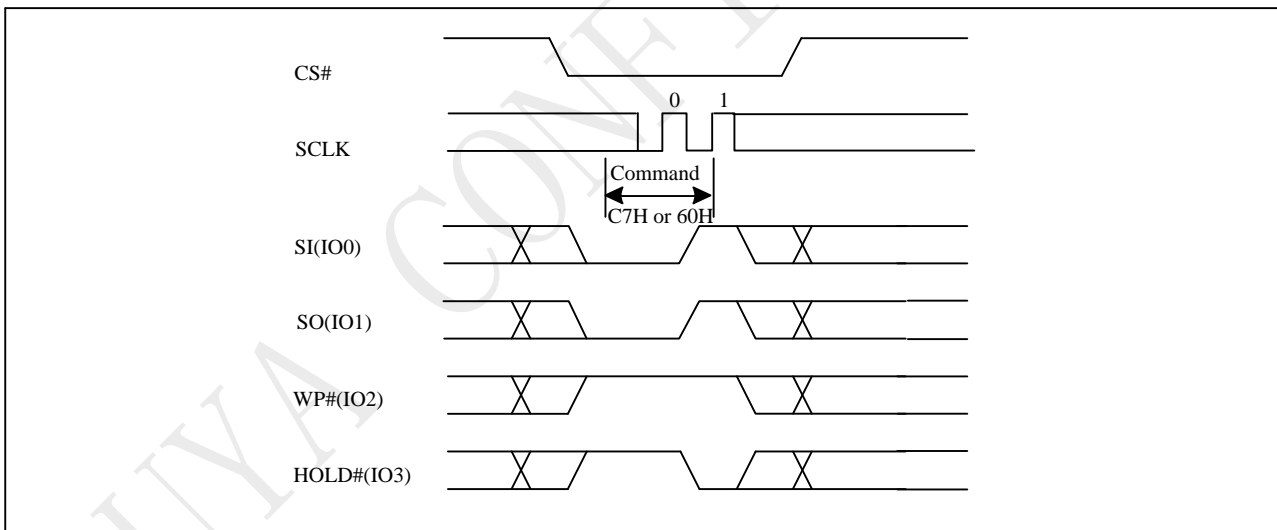 CS#
0 1
SCLK
Command
C7H or 60H
SI(IO0)
SO(IO1)
WP#(IO2)
HOLD#(IO3)